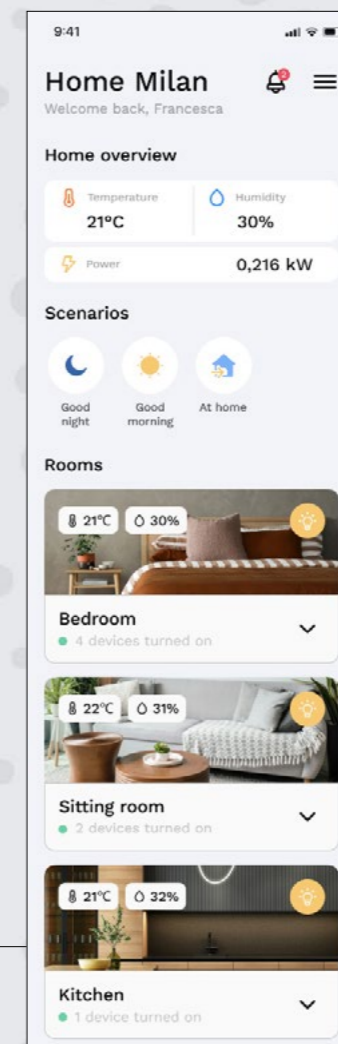 9:41
Home Milan
2
Welcome back, Francesca
Home overview
Temperature
21°C
Humidity
30%
Power
0,216 kW
Scenarios
Good
night
Good
morning
At home
Rooms
21°C 30%
Bedroom
4 devices turned on
22°C 31%
Sitting room
2 devices turned on
21°C 32%
Kitchen
1 device turned on